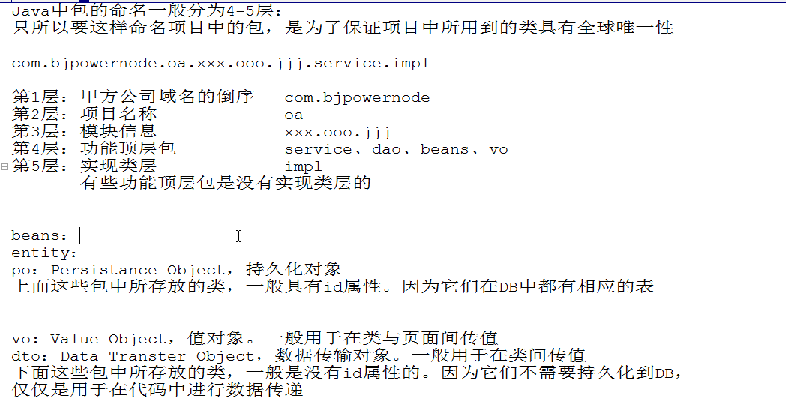 Java中包的命名一般分为4-5层：
只所以要这样命名项目中的包，是为了保证项目中所用到的类具有全球唯一性
com.bjpowernode.oa.xxx.ooo.jjj.service.impl
第1层：甲方公司域名的倒序 com.bjpowernode
第2层：项目名称 oa
第3层：模块信息 xxx.ooo.jjj
第4层：功能顶层包 service、dao、beans、vo
第5层：实现类层 impl
有些功能顶层包是没有实现类层的
beans：
entity：
po：Persistance Object，持久化对象
上面这些包中所存放的类，一般具有id属性。因为它们在DB中都有相应的表
vo：Value Object，值对象。一般用于在类与页面间传值
dto：Data Transter Object，数据传输对象。一般用于在类间传值
下面这些包中所存放的类，一般是没有id属性的。因为它们不需要持久化到DB，
仅仅是用于在代码中进行数据传递